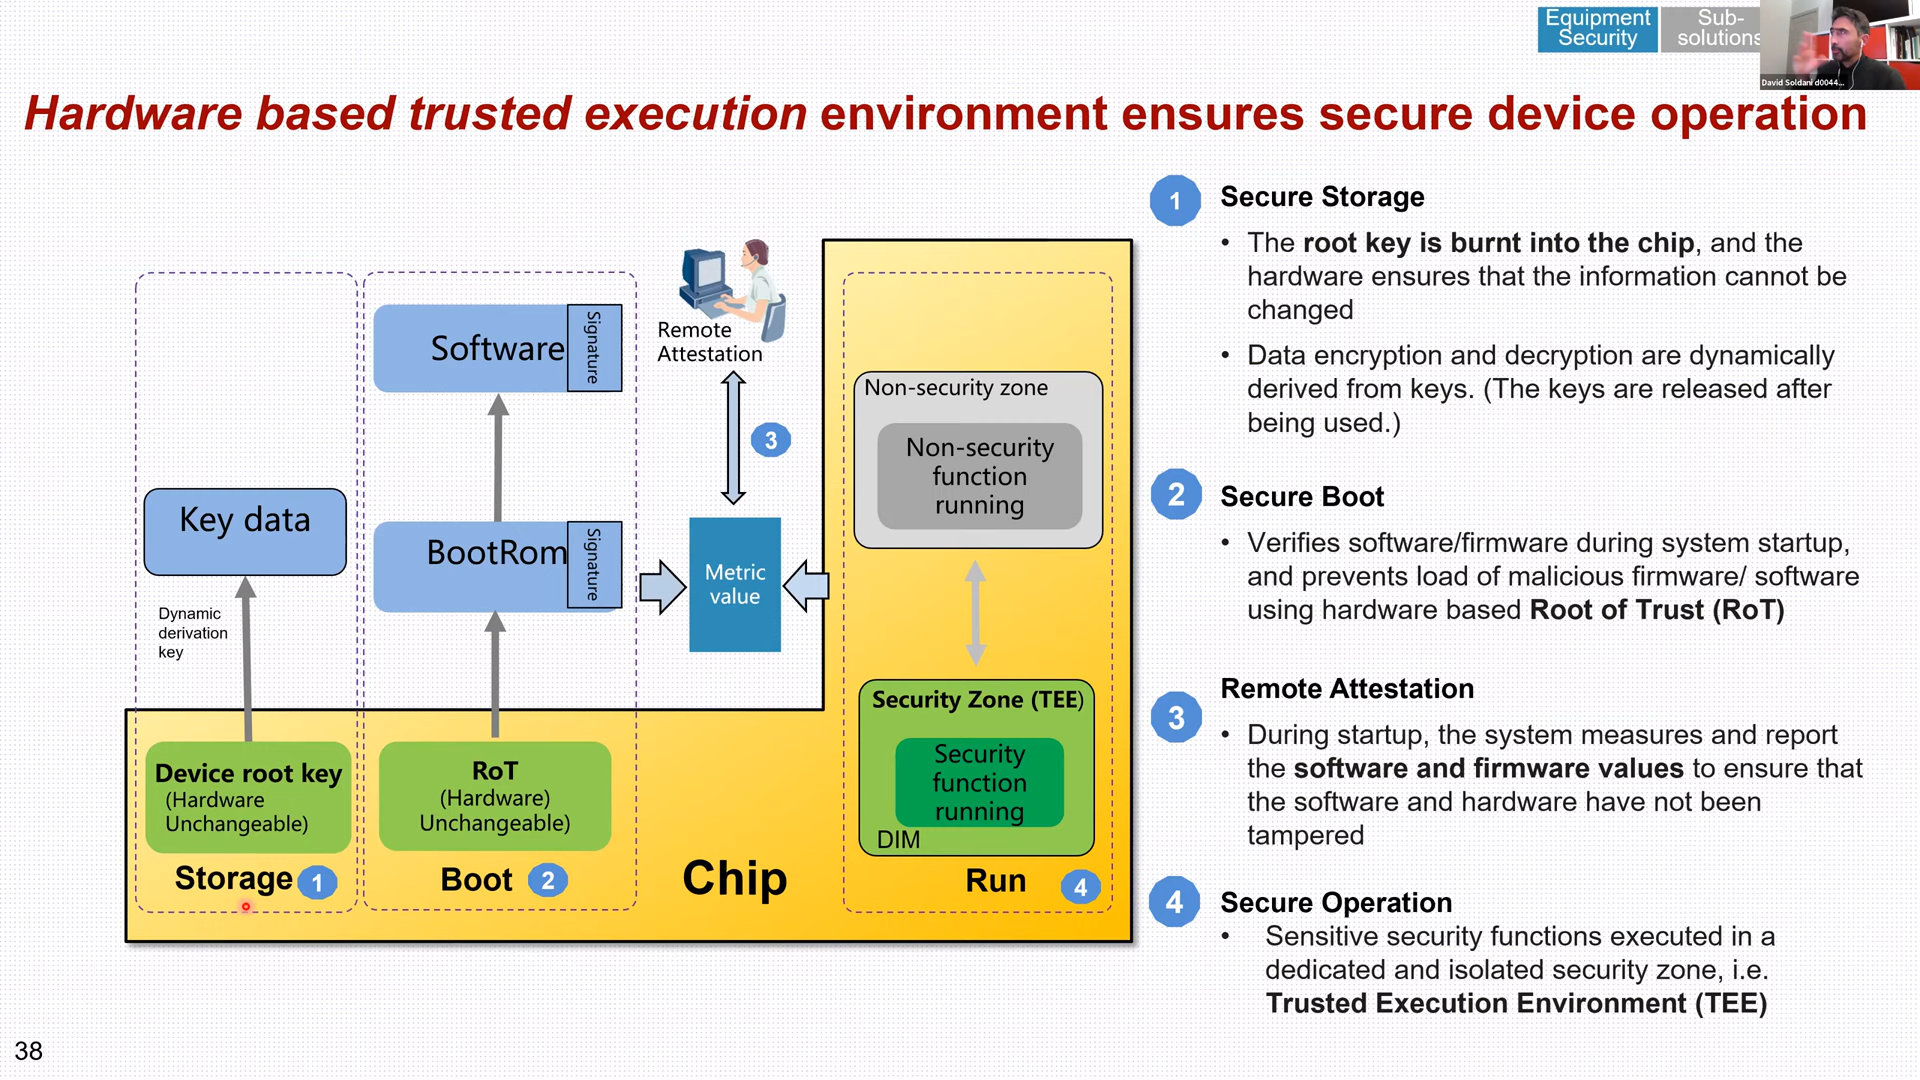 Equipment
Security
Sub-
solutions
Hardware based trusted execution environment ensures secure device operation
Software
Signature
Remote
Attestation
3
BootRom
Signature
Metric
value
Key data
Dynamic
derivation
key
Non-security zone
Non-security
function
running
Security Zone (TEE)
Security
function
running
DIM
Device root key
(Hardware
Unchangeable)
RoT
(Hardware)
Unchangeable)
Storage 1
Boot 2
Chip
Run 4
1 Secure Storage
• The root key is burnt into the chip, and the
hardware ensures that the information cannot be
changed
• Data encryption and decryption are dynamically
derived from keys. (The keys are released after
being used.)
2 Secure Boot
• Verifies software/firmware during system startup,
and prevents load of malicious firmware/ software
using hardware based Root of Trust (RoT)
3 Remote Attestation
• During startup, the system measures and report
the software and firmware values to ensure that
the software and hardware have not been
tampered
4 Secure Operation
• Sensitive security functions executed in a
dedicated and isolated security zone, i.e.
Trusted Execution Environment (TEE)
38
David Soldani d0044...